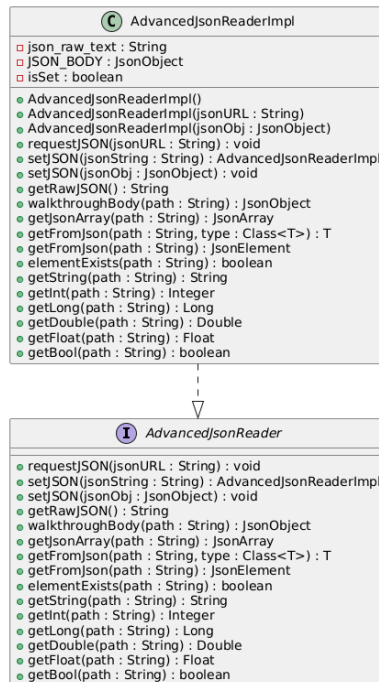 C AdvancedJsonReaderImpl
json_raw_text : String
JSON_BODY : JsonObject
isSet : boolean
AdvancedJsonReaderImpl()
AdvancedJsonReaderImpl(jsonURL : String)
AdvancedJsonReaderImpl(jsonObj : JsonObject)
requestJSON(jsonURL : String) : void
setJSON(jsonString : String) : AdvancedJsonReaderImpl
setJSON(jsonObj : JsonObject) : void
getRawJSON() : String
walkthroughBody(path : String) : JsonObject
getJsonArray(path : String) : JsonArray
getFromJson(path : String, type : Class<T>) : T
getFromJson(path : String) : JsonElement
elementExists(path : String) : boolean
getString(path : String) : String
getInt(path : String) : Integer
getLong(path : String) : Long
getDouble(path : String) : Double
getFloat(path : String) : Float
getBool(path : String) : boolean
I AdvancedJsonReader
requestJSON(jsonURL : String) : void
setJSON(jsonString : String) : AdvancedJsonReaderImpl
setJSON(jsonObj : JsonObject) : void
getRawJSON() : String
walkthroughBody(path : String) : JsonObject
getJsonArray(path : String) : JsonArray
getFromJson(path : String, type : Class<T>) : T
getFromJson(path : String) : JsonElement
elementExists(path : String) : boolean
getString(path : String) : String
getInt(path : String) : Integer
getLong(path : String) : Long
getDouble(path : String) : Double
getFloat(path : String) : Float
getBool(path : String) : boolean